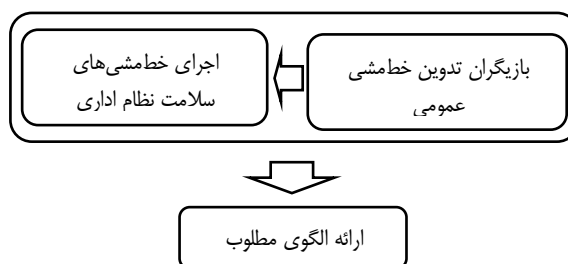 بازیگران تدوین خط‌مشی
عمومی
اجرای خط‌مشی‌های
سلامت نظام اداری
ارائه الگوی مطلوب